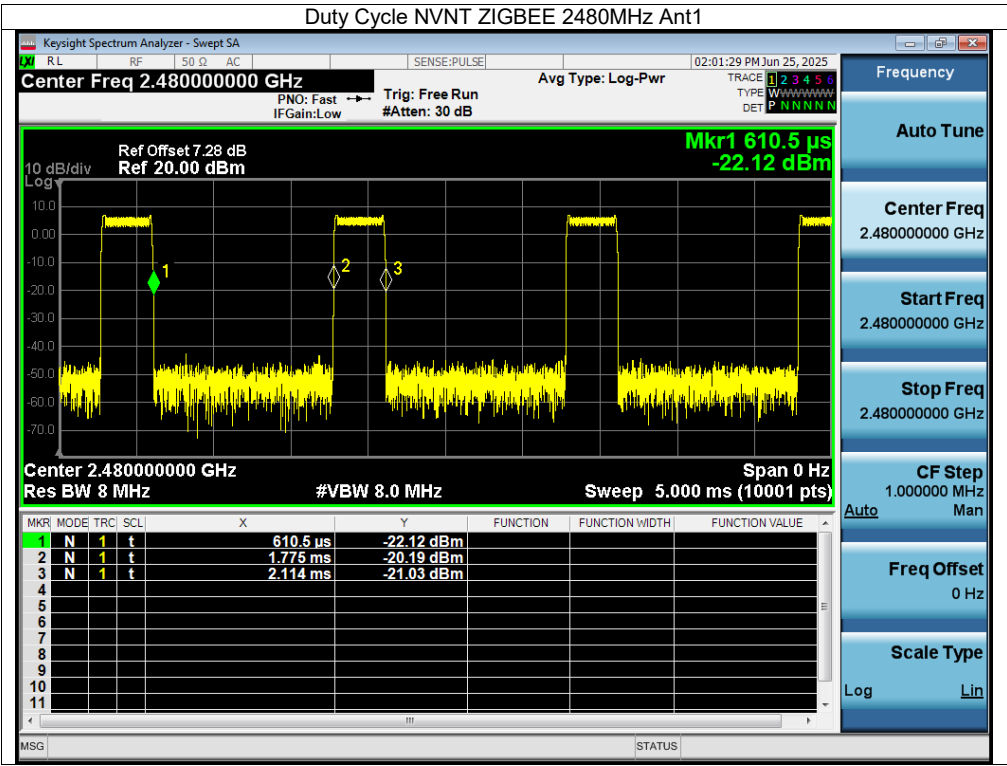 Duty Cycle NVNT ZIGBEE 2480MHz Ant1
Keysight Spectrum Analyzer - Swept SA
LXI RL RF 50 Ω AC SENSE:PULSE 02:01:29 PM Jun 25, 2025
Center Freq 2.480000000 GHz
PNO: Fast
IFGain:Low
Trig: Free Run
#Atten: 30 dB
Avg Type: Log-Pwr
TRACE 1 2 3 4 5 6
TYPE WWWWWW
DET P N N N N N
Mkr1 610.5 µs
-22.12 dBm
Ref Offset 7.28 dB
10 dB/div Ref 20.00 dBm
Log
10.0
0.00
-10.0
-20.0
-30.0
-40.0
-50.0
-60.0
-70.0
1
2
3
Center 2.480000000 GHz Span 0 Hz
Res BW 8 MHz #VBW 8.0 MHz Sweep 5.000 ms (10001 pts)
MKR MODE TRC SCL X Y FUNCTION FUNCTION WIDTH FUNCTION VALUE
1 N 1 t 610.5 µs -22.12 dBm
2 N 1 t 1.775 ms -20.19 dBm
3 N 1 t 2.114 ms -21.03 dBm
4
5
6
7
8
9
10
11
MSG STATUS
Frequency
Auto Tune
Center Freq
2.480000000 GHz
Start Freq
2.480000000 GHz
Stop Freq
2.480000000 GHz
CF Step
1.000000 MHz
Auto Man
Freq Offset
0 Hz
Scale Type
Log Lin